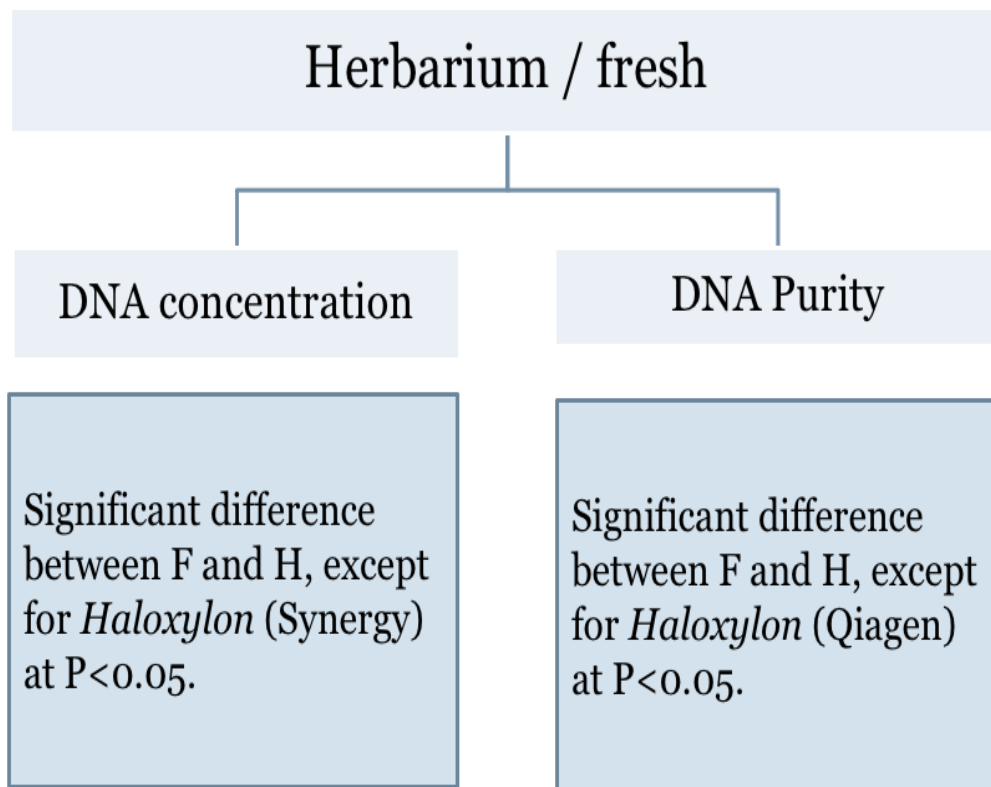 Herbarium / fresh
DNA concentration
DNA Purity
Significant difference
between F and H, except
for Haloxylon (Synergy)
at P<0.05.
Significant difference
between F and H, except
for Haloxylon (Qiagen)
at P<0.05.